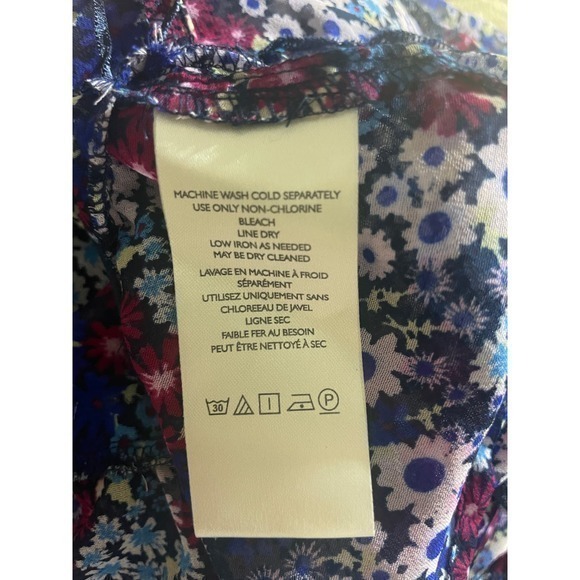 MACHINE WASH COLD SEPARATELY
USE ONLY NON-CHLORINE
BLEACH
LINE DRY
LOW IRON AS NEEDED
MAY BE DRY CLEANED
LAVAGE EN MACHINE À FROID
SÉPARÉMENT
UTILISEZ UNIQUEMENT SANS
CHLOREEAU DE JAVEL
LIGNE SEC
FAIBLE FER AU BESOIN
PEUT ÊTRE NETTOYÉ À SEC
30 P